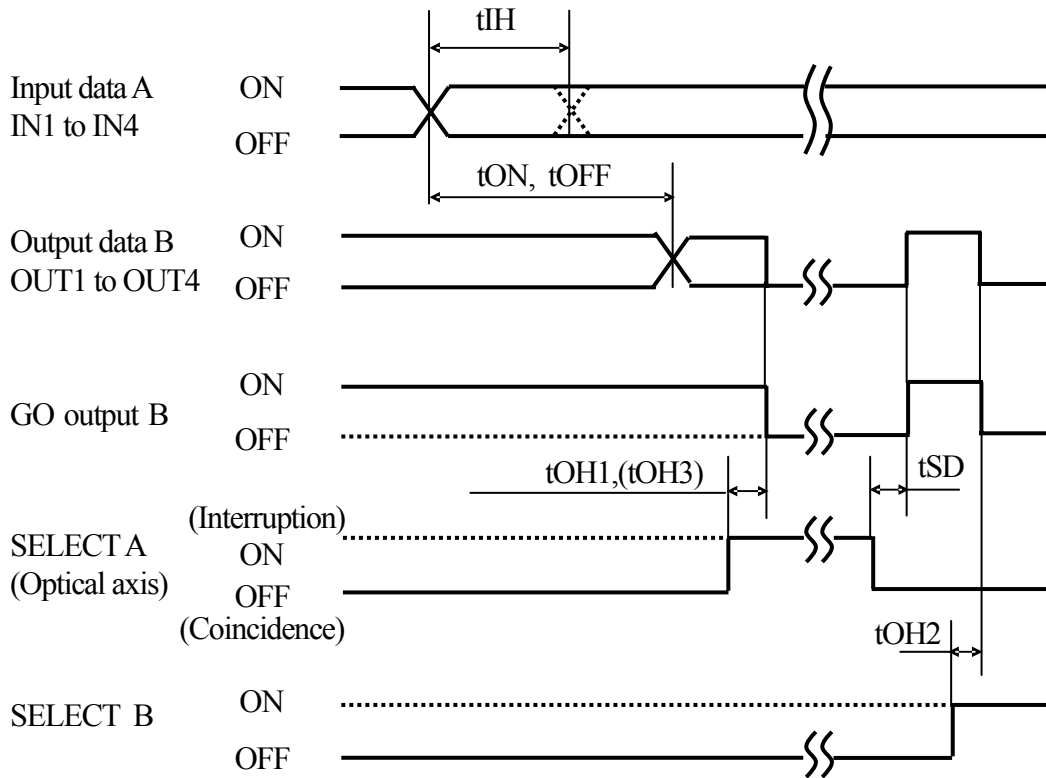 tIH
Input data A
IN1 to IN4
ON
OFF
tON, tOFF
Output data B
OUT1 to OUT4
ON
OFF
GO output B
ON
OFF
tOH1,(tOH3)
tSD
SELECT A
(Optical axis)
(Interruption)
ON
OFF
(Coincidence)
tOH2
SELECT B
ON
OFF